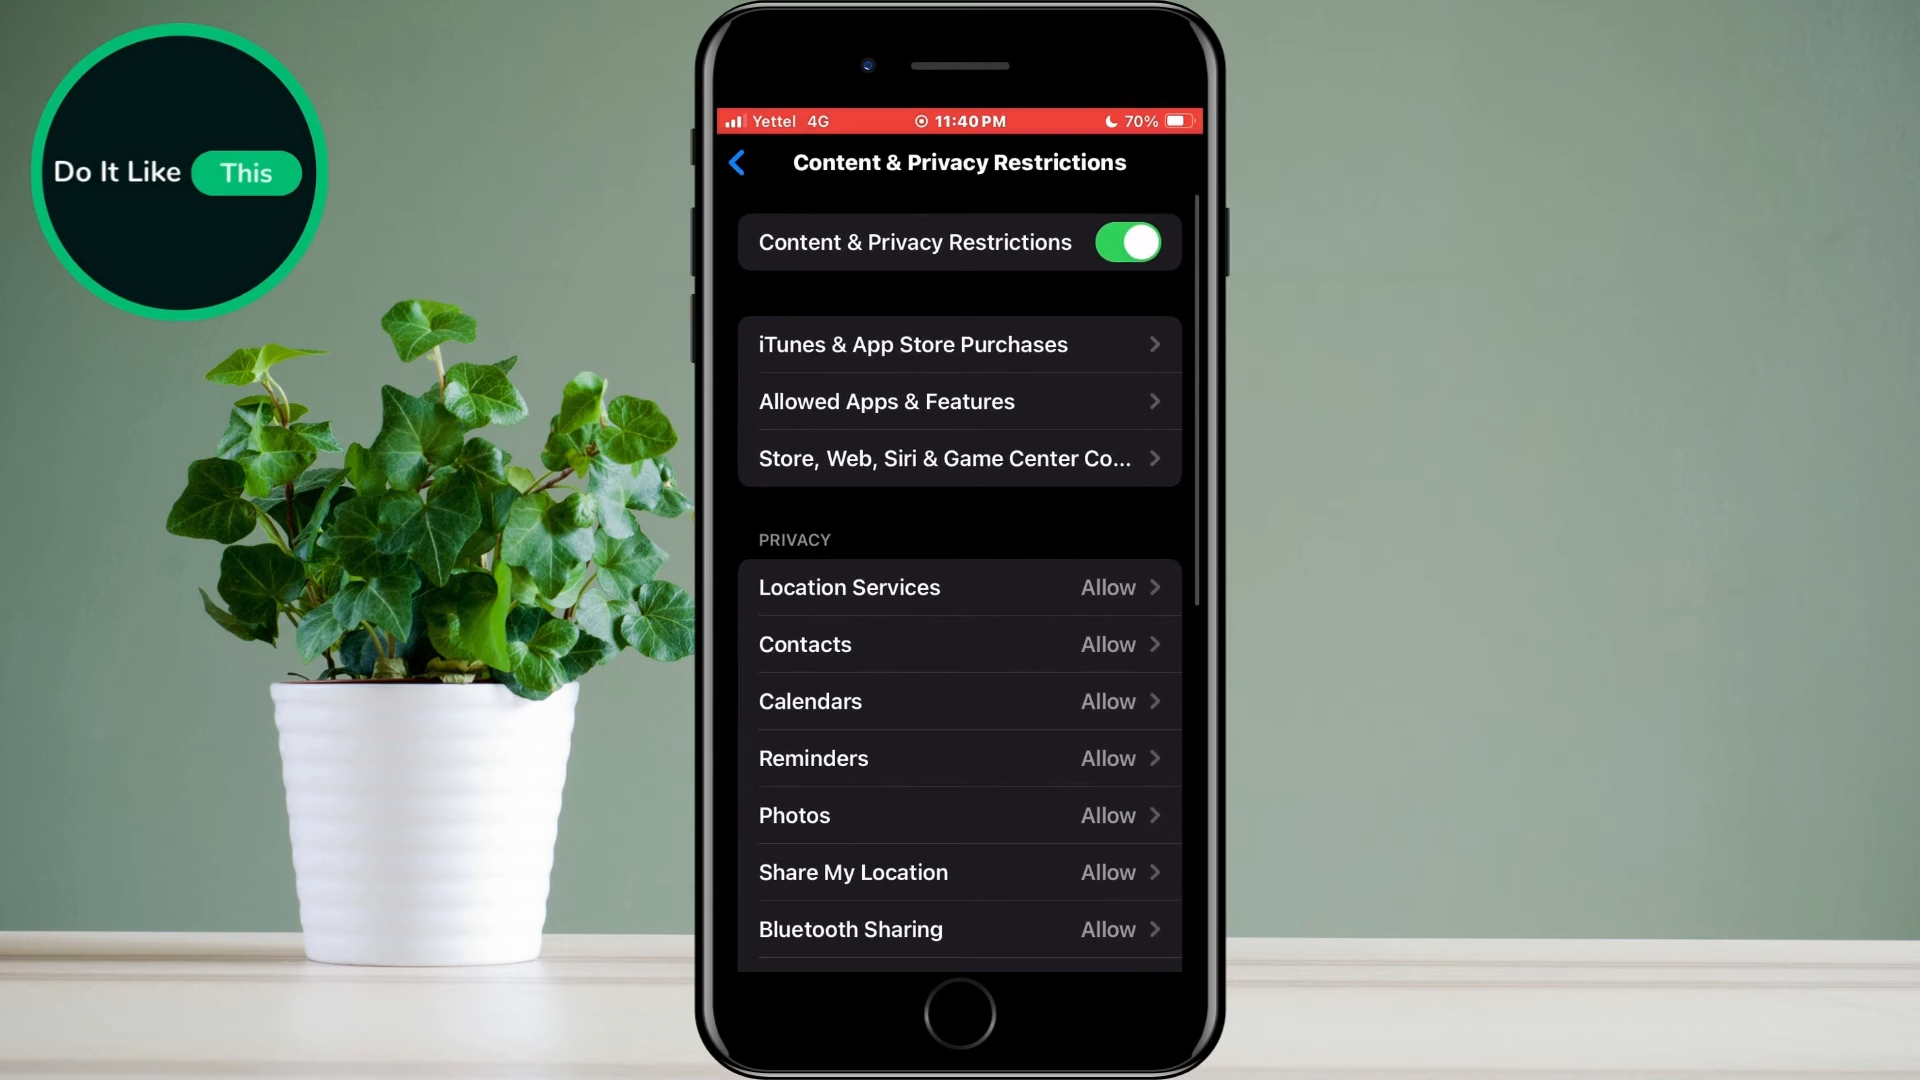 Do It Like This
Yettel 4G 11:40 PM 70%
Content & Privacy Restrictions
Content & Privacy Restrictions
iTunes & App Store Purchases
Allowed Apps & Features
Store, Web, Siri & Game Center Co...
PRIVACY
Location Services Allow
Contacts Allow
Calendars Allow
Reminders Allow
Photos Allow
Share My Location Allow
Bluetooth Sharing Allow